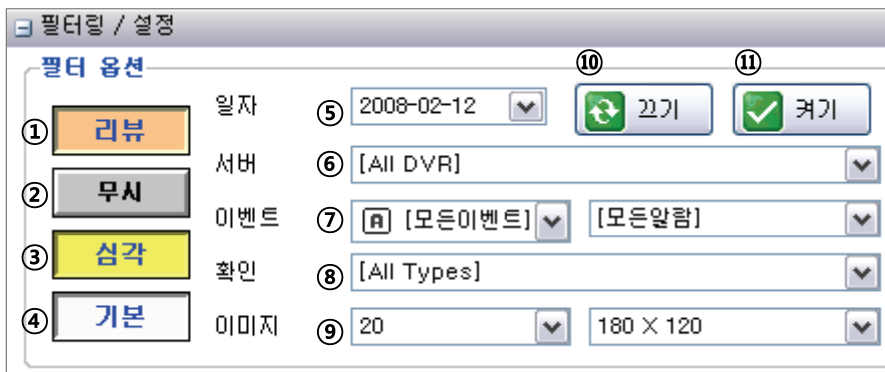 필터링 / 설정
필터 옵션
⑩ ⑪
일자 ⑤ 2008-02-12 끄기 켜기
① 리뷰
서버 ⑥ [All DVR]
② 무시
이벤트 ⑦ A [모든이벤트] [모든알람]
③ 심각
확인 ⑧ [All Types]
④ 기본
이미지 ⑨ 20 180 X 120